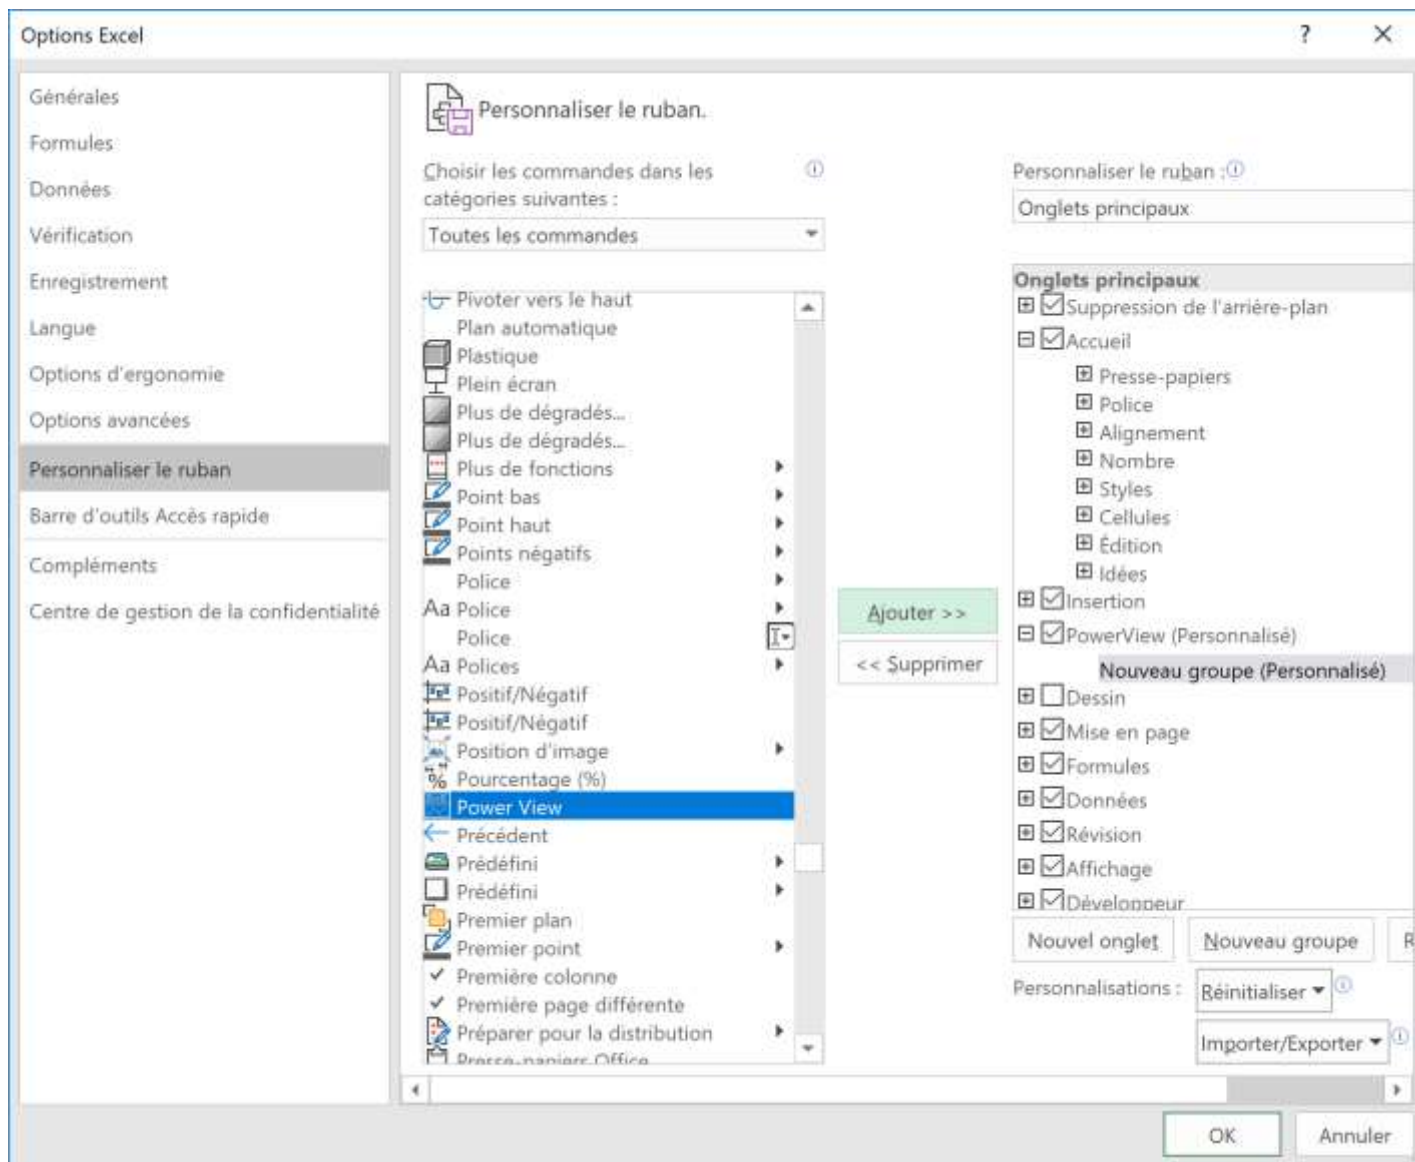 Options Excel
?
Générales
Formules
Données
Vérification
Enregistrement
Langue
Options d'ergonomie
Options avancées
Personnaliser le ruban
Barre d'outils Accès rapide
Compléments
Centre de gestion de la confidentialité
Personnaliser le ruban.
Choisir les commandes dans les
catégories suivantes :
Toutes les commandes
Pivoter vers le haut
Plan automatique
Plastique
Plein écran
Plus de dégradés...
Plus de dégradés...
Plus de fonctions
Point bas
Point haut
Points négatifs
Police
Aa Police
Police
Aa Polices
Positif/Négatif
Positif/Négatif
Position d'image
% Pourcentage (%)
Power View
Précédent
Prédéfini
Prédéfini
Premier plan
Premier point
Première colonne
Première page différente
Préparer pour la distribution
Presse-papiers Office
Ajouter >>
<< Supprimer
Personnaliser le ruban :
Onglets principaux
Onglets principaux
Suppression de l'arrière-plan
Accueil
Presse-papiers
Police
Alignement
Nombre
Styles
Cellules
Édition
Idées
Insertion
PowerView (Personnalisé)
Nouveau groupe (Personnalisé)
Dessin
Mise en page
Formules
Données
Révision
Affichage
Développeur
Nouvel onglet
Nouveau groupe
R
Personnalisations :
Réinitialiser
Importer/Exporter
OK
Annuler